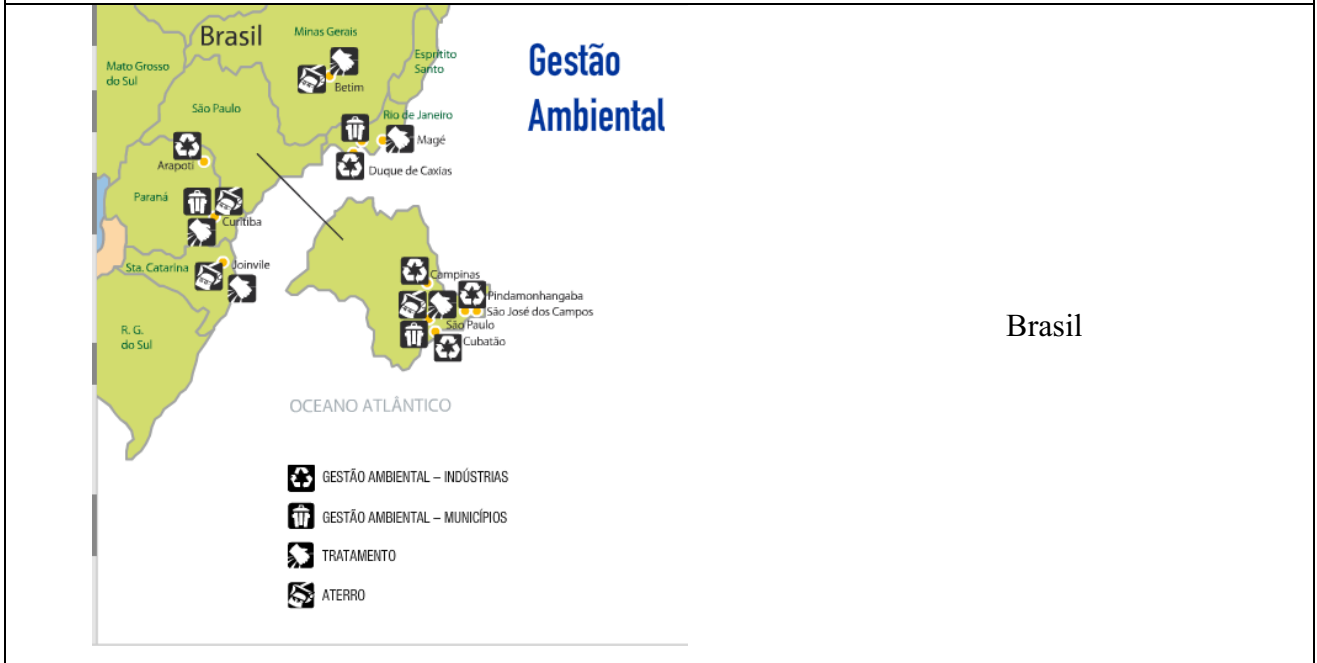 Brasil
Minas Gerais
Esprítito
Santo
Mato Grosso
do Sul
Betim
São Paulo
Rio de Janeiro
Magé
Arapoti
Duque de Caxias
Paraná
Curitiba
Sta. Catarina
Joinvile
R. G.
do Sul
Campinas
Pindamonhangaba
São José dos Campos
São Paulo
Cubatão
OCEANO ATLÂNTICO
GESTÃO AMBIENTAL – INDÚSTRIAS
GESTÃO AMBIENTAL – MUNICÍPIOS
TRATAMENTO
ATERRO
Gestão
Ambiental
Brasil